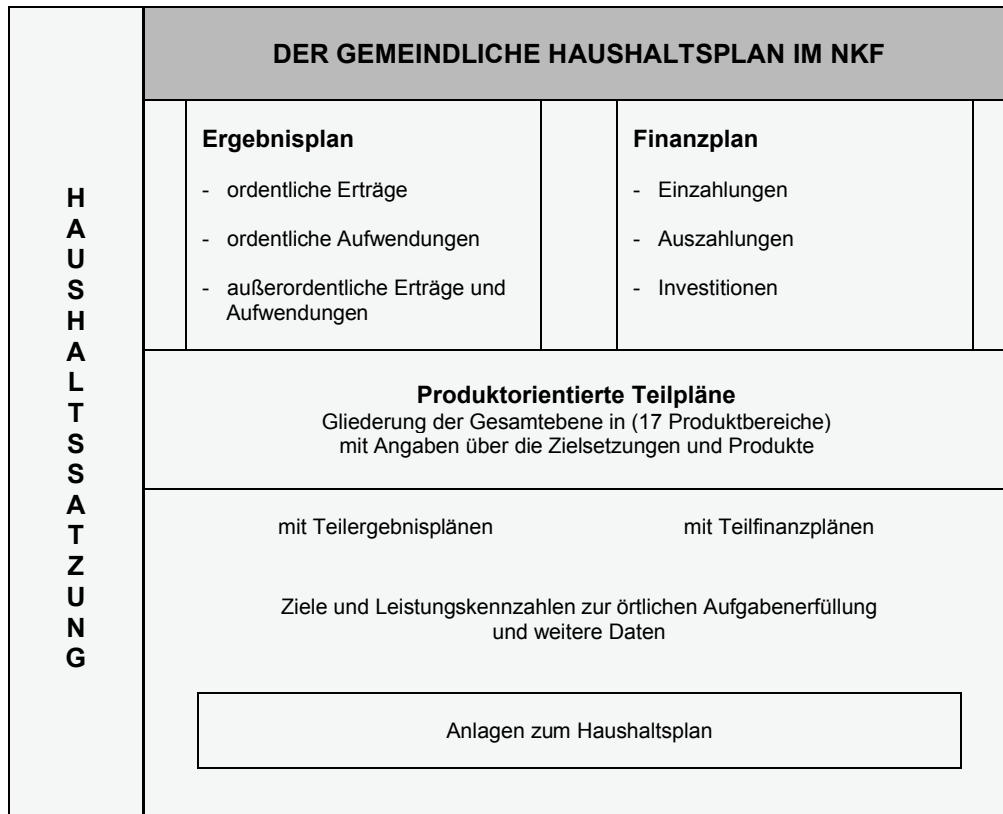 HAUSHALTSSATZUNG
DER GEMEINDLICHE HAUSHALTSPLAN IM NKF
Ergebnisplan
- ordentliche Erträge
- ordentliche Aufwendungen
- außerordentliche Erträge und
Aufwendungen
Finanzplan
- Einzahlungen
- Auszahlungen
- Investitionen
Produktorientierte Teilpläne
Gliederung der Gesamtebene in (17 Produktbereiche)
mit Angaben über die Zielsetzungen und Produkte
mit Teilergebnisplänen
mit Teilfinanzplänen
Ziele und Leistungskennzahlen zur örtlichen Aufgabenerfüllung
und weitere Daten
Anlagen zum Haushaltsplan